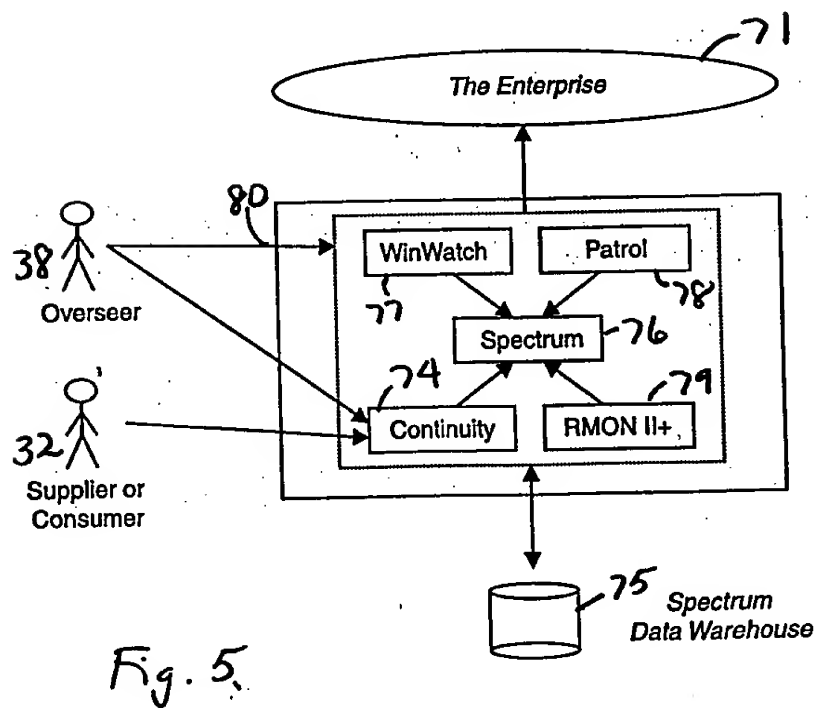 71
The Enterprise
80
38
Overseer
WinWatch
77
Patrol
78
Spectrum
76
74
Continuity
79
RMON II+
32
Supplier or
Consumer
75
Spectrum
Data Warehouse
Fig. 5